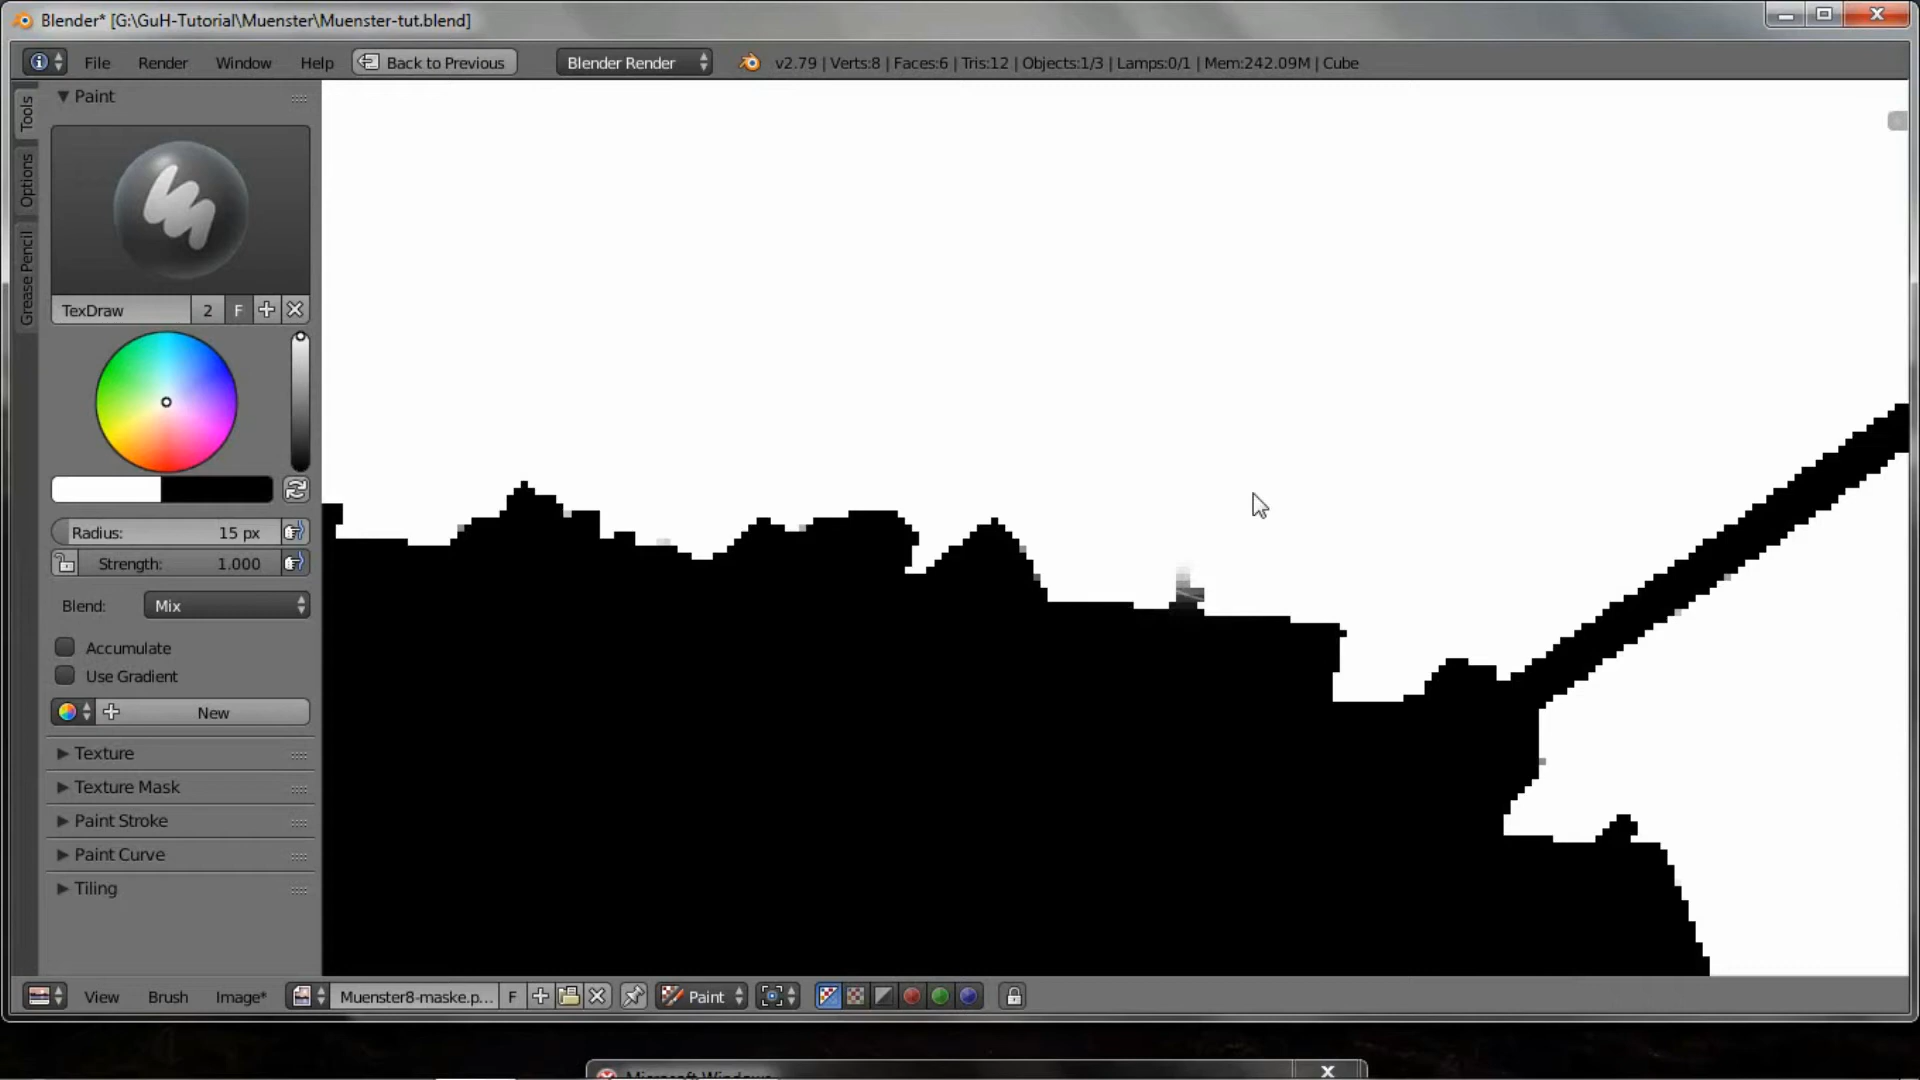 Blender* [G:\GuH-Tutorial\Muenster\Muenster-tut.blend]
File Render Window Help Back to Previous Blender Render v2.79 | Verts:8 | Faces:6 | Tris:12 | Objects:1/3 | Lamps:0/1 | Mem:242.09M | Cube
Tools
Options
Grease Pencil
Paint
TexDraw 2 F
Radius: 15 px
Strength: 1.000
Blend: Mix
Accumulate
Use Gradient
New
Texture
Texture Mask
Paint Stroke
Paint Curve
Tiling
View Brush Image* Muenster8-maske.p... F Paint
Microsoft Windows